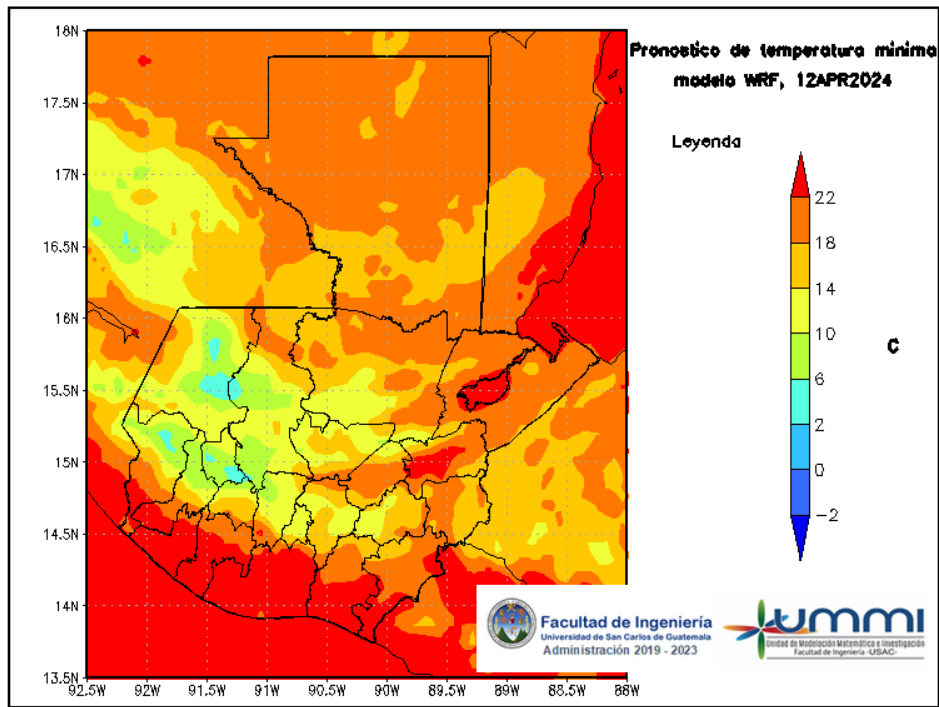 Pronostico de temperatura minima
modelo WRF, 12APR2024
Leyenda
22
18
14
10
6
2
0
−2
C
18N
17.5N
17N
16.5N
16N
15.5N
15N
14.5N
14N
13.5N
92.5W
92W
91.5W
91W
90.5W
90W
89.5W
89W
88.5W
88W
Facultad de Ingeniería
Universidad de San Carlos de Guatemala
Administración 2019 - 2023
UMMI
Unidad de Modelación Matemática e Investigación
Facultad de Ingeniería -USAC-